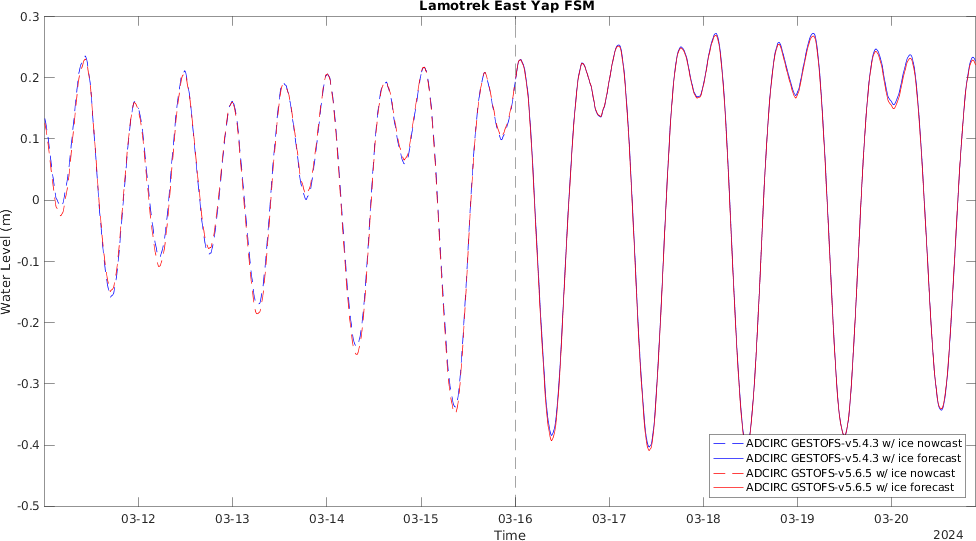 Lamotrek East Yap FSM
0.3
0.2
0.1
0
-0.1
-0.2
-0.3
-0.4
-0.5
Water Level (m)
ADCIRC GESTOFS-v5.4.3 w/ ice nowcast
ADCIRC GESTOFS-v5.4.3 w/ ice forecast
ADCIRC GSTOFS-v5.6.5 w/ ice nowcast
ADCIRC GSTOFS-v5.6.5 w/ ice forecast
03-12 03-13 03-14 03-15 03-16 03-17 03-18 03-19 03-20
Time
2024